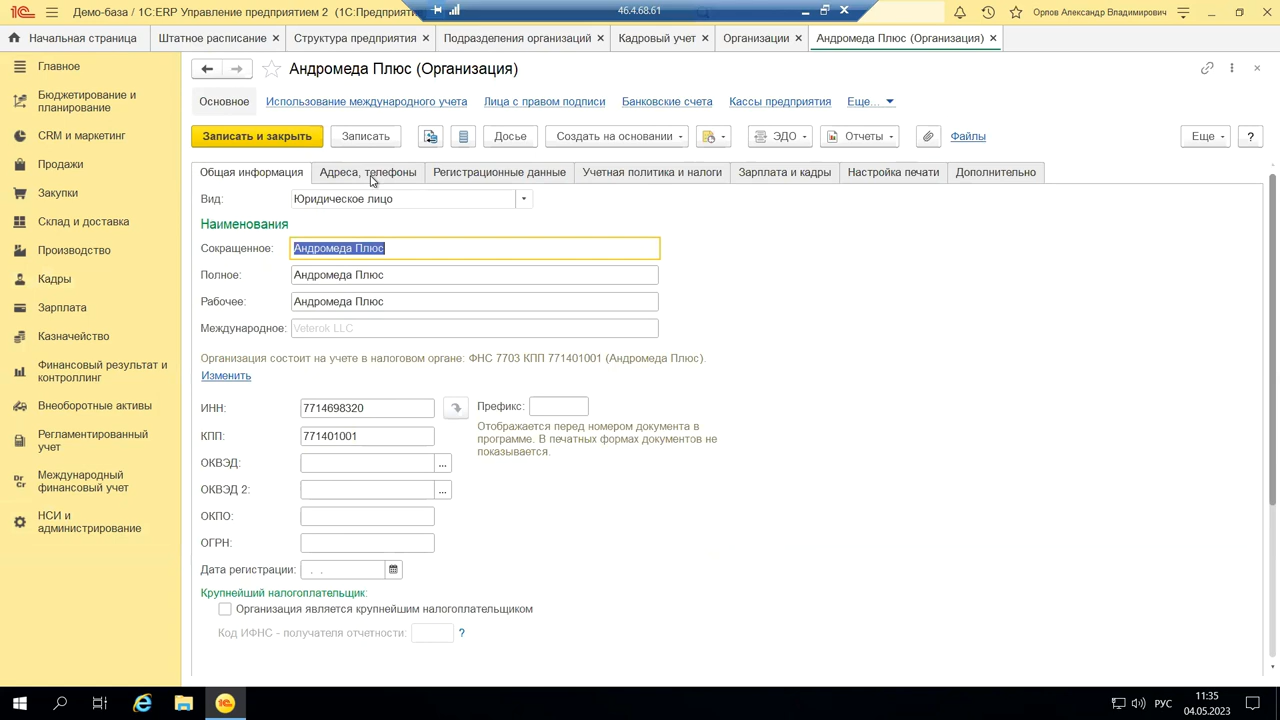 Демо-база / 1С:ERP Управление предприятием 2 (1С:Предприяти
46.4.68.61
Орлов Александр Владимирович
Начальная страница
Штатное расписание
Структура предприятия
Подразделения организаций
Кадровый учет
Организации
Андромеда Плюс (Организация)
Главное
Бюджетирование и
планирование
CRM и маркетинг
Продажи
Закупки
Склад и доставка
Производство
Кадры
Зарплата
Казначейство
Финансовый результат и
контроллинг
Внеоборотные активы
Регламентированный
учет
Международный
финансовый учет
НСИ и
администрирование
Андромеда Плюс (Организация)
Основное
Использование международного учета
Лица с правом подписи
Банковские счета
Кассы предприятия
Еще...
Записать и закрыть
Записать
Досье
Создать на основании
ЭДО
Отчеты
Файлы
Еще
?
Общая информация
Адреса, телефоны
Регистрационные данные
Учетная политика и налоги
Зарплата и кадры
Настройка печати
Дополнительно
Вид: Юридическое лицо
Наименования
Сокращенное: Андромеда Плюс
Полное: Андромеда Плюс
Рабочее: Андромеда Плюс
Международное: Veterok LLC
Организация состоит на учете в налоговом органе: ФНС 7703 КПП 771401001 (Андромеда Плюс).
Изменить
ИНН: 7714698320
Префикс:
Отображается перед номером документа в
программе. В печатных формах документов не
показывается.
КПП: 771401001
ОКВЭД: ...
ОКВЭД 2: ...
ОКПО:
ОГРН:
Дата регистрации: . .
Крупнейший налогоплательщик:
Организация является крупнейшим налогоплательщиком
Код ИФНС - получателя отчетности: ?
РУС
11:35
04.05.2023